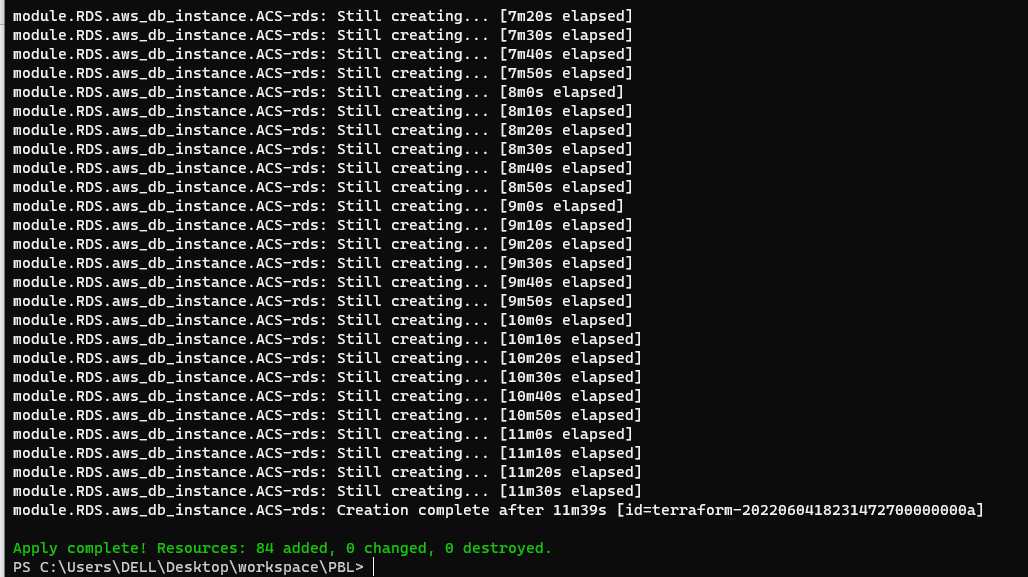 module.RDS.aws_db_instance.ACS-rds: Still creating... [7m20s elapsed]
module.RDS.aws_db_instance.ACS-rds: Still creating... [7m30s elapsed]
module.RDS.aws_db_instance.ACS-rds: Still creating... [7m40s elapsed]
module.RDS.aws_db_instance.ACS-rds: Still creating... [7m50s elapsed]
module.RDS.aws_db_instance.ACS-rds: Still creating... [8m0s elapsed]
module.RDS.aws_db_instance.ACS-rds: Still creating... [8m10s elapsed]
module.RDS.aws_db_instance.ACS-rds: Still creating... [8m20s elapsed]
module.RDS.aws_db_instance.ACS-rds: Still creating... [8m30s elapsed]
module.RDS.aws_db_instance.ACS-rds: Still creating... [8m40s elapsed]
module.RDS.aws_db_instance.ACS-rds: Still creating... [8m50s elapsed]
module.RDS.aws_db_instance.ACS-rds: Still creating... [9m0s elapsed]
module.RDS.aws_db_instance.ACS-rds: Still creating... [9m10s elapsed]
module.RDS.aws_db_instance.ACS-rds: Still creating... [9m20s elapsed]
module.RDS.aws_db_instance.ACS-rds: Still creating... [9m30s elapsed]
module.RDS.aws_db_instance.ACS-rds: Still creating... [9m40s elapsed]
module.RDS.aws_db_instance.ACS-rds: Still creating... [9m50s elapsed]
module.RDS.aws_db_instance.ACS-rds: Still creating... [10m0s elapsed]
module.RDS.aws_db_instance.ACS-rds: Still creating... [10m10s elapsed]
module.RDS.aws_db_instance.ACS-rds: Still creating... [10m20s elapsed]
module.RDS.aws_db_instance.ACS-rds: Still creating... [10m30s elapsed]
module.RDS.aws_db_instance.ACS-rds: Still creating... [10m40s elapsed]
module.RDS.aws_db_instance.ACS-rds: Still creating... [10m50s elapsed]
module.RDS.aws_db_instance.ACS-rds: Still creating... [11m0s elapsed]
module.RDS.aws_db_instance.ACS-rds: Still creating... [11m10s elapsed]
module.RDS.aws_db_instance.ACS-rds: Still creating... [11m20s elapsed]
module.RDS.aws_db_instance.ACS-rds: Still creating... [11m30s elapsed]
module.RDS.aws_db_instance.ACS-rds: Creation complete after 11m39s [id=terraform-20220604182314727000000000a]
Apply complete! Resources: 84 added, 0 changed, 0 destroyed.
PS C:\Users\DELL\Desktop\workspace\PBL>